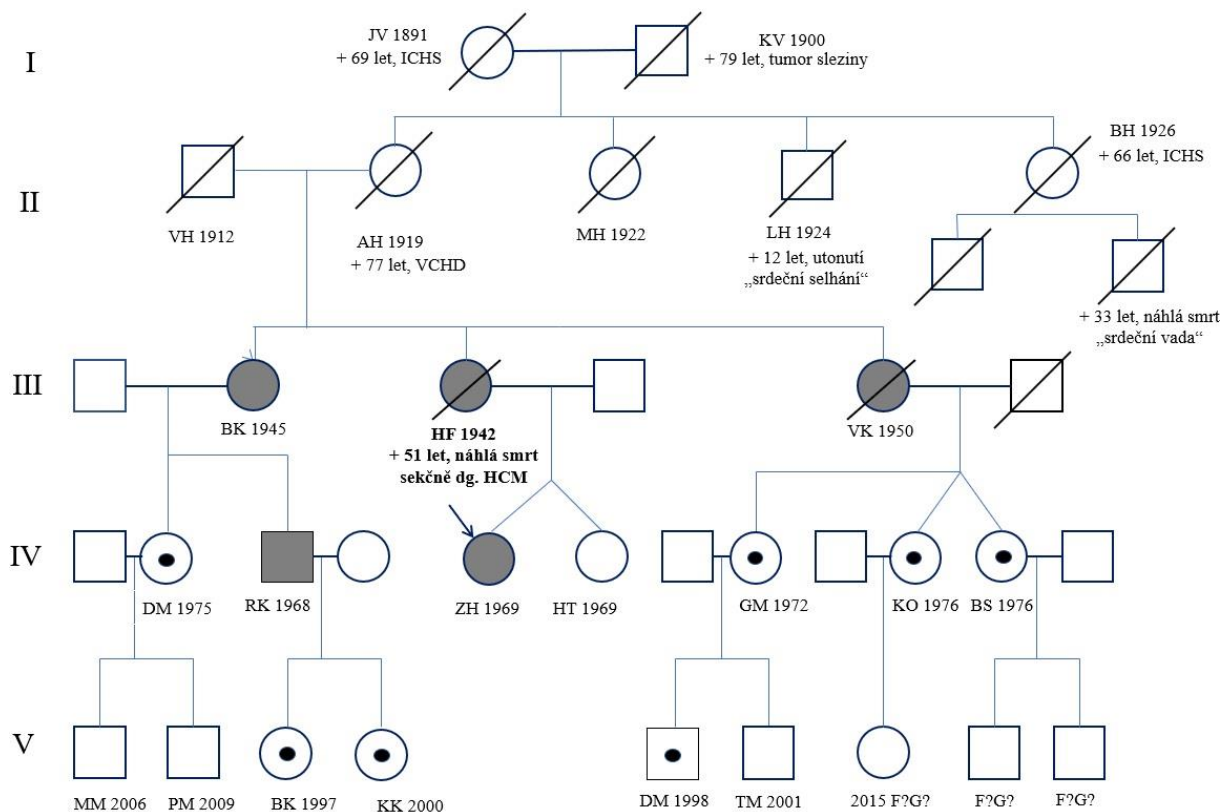 I
JV 1891
+ 69 let, ICHS
KV 1900
+ 79 let, tumor sleziny
II
VH 1912
AH 1919
+ 77 let, VCHD
MH 1922
LH 1924
+ 12 let, utonutí
„srdeční selhání“
BH 1926
+ 66 let, ICHS
+ 33 let, náhlá smrt
„srdeční vada“
III
BK 1945
HF 1942
+ 51 let, náhlá smrt
sekčně dg. HCM
VK 1950
IV
DM 1975
RK 1968
ZH 1969
HT 1969
GM 1972
KO 1976
BS 1976
V
MM 2006
PM 2009
BK 1997
KK 2000
DM 1998
TM 2001
2015 F?G?
F?G?
F?G?